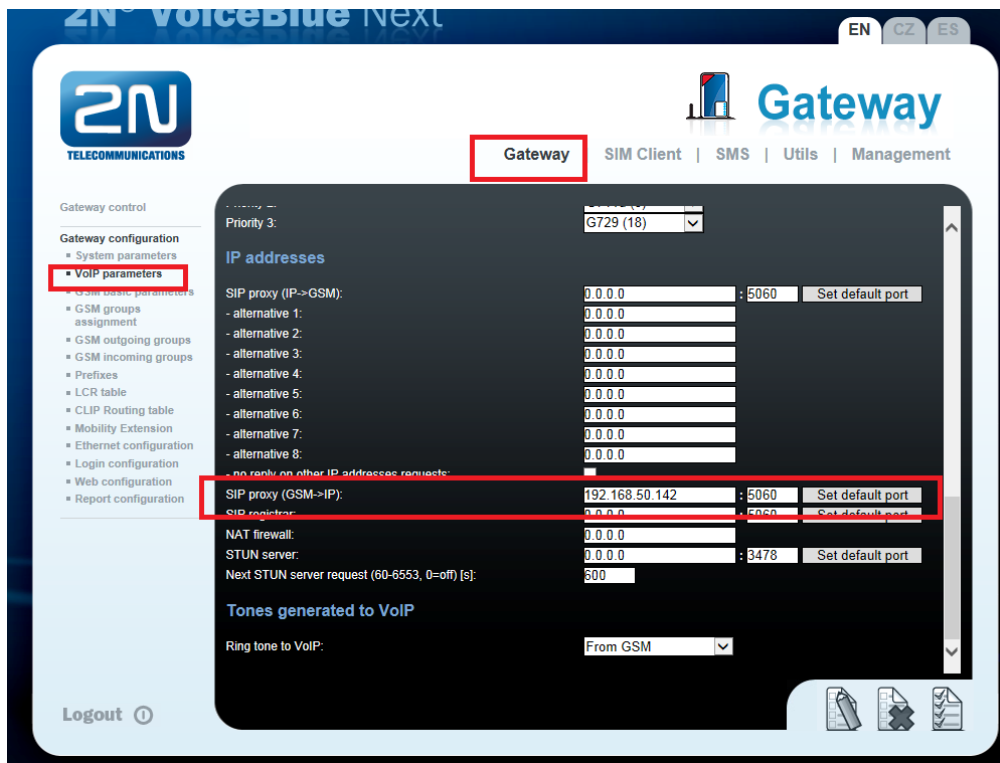 2N® VoiceBlue Next
EN CZ ES
2N
TELECOMMUNICATIONS
Gateway
Gateway SIM Client | SMS | Utils | Management
Gateway control
Gateway configuration
System parameters
VoIP parameters
GSM basic parameters
GSM groups
assignment
GSM outgoing groups
GSM incoming groups
Prefixes
LCR table
CLIP Routing table
Mobility Extension
Ethernet configuration
Login configuration
Web configuration
Report configuration
Logout
Priority 3: G729 (18)
IP addresses
SIP proxy (IP->GSM): 0.0.0.0 : 5060 Set default port
- alternative 1: 0.0.0.0
- alternative 2: 0.0.0.0
- alternative 3: 0.0.0.0
- alternative 4: 0.0.0.0
- alternative 5: 0.0.0.0
- alternative 6: 0.0.0.0
- alternative 7: 0.0.0.0
- alternative 8: 0.0.0.0
- no reply on other IP addresses requests:
SIP proxy (GSM->IP): 192.168.50.142 : 5060 Set default port
SIP registrar: 0.0.0.0 : 5060 Set default port
NAT firewall: 0.0.0.0
STUN server: 0.0.0.0 : 3478 Set default port
Next STUN server request (60-6553, 0=off) [s]: 600
Tones generated to VoIP
Ring tone to VoIP: From GSM